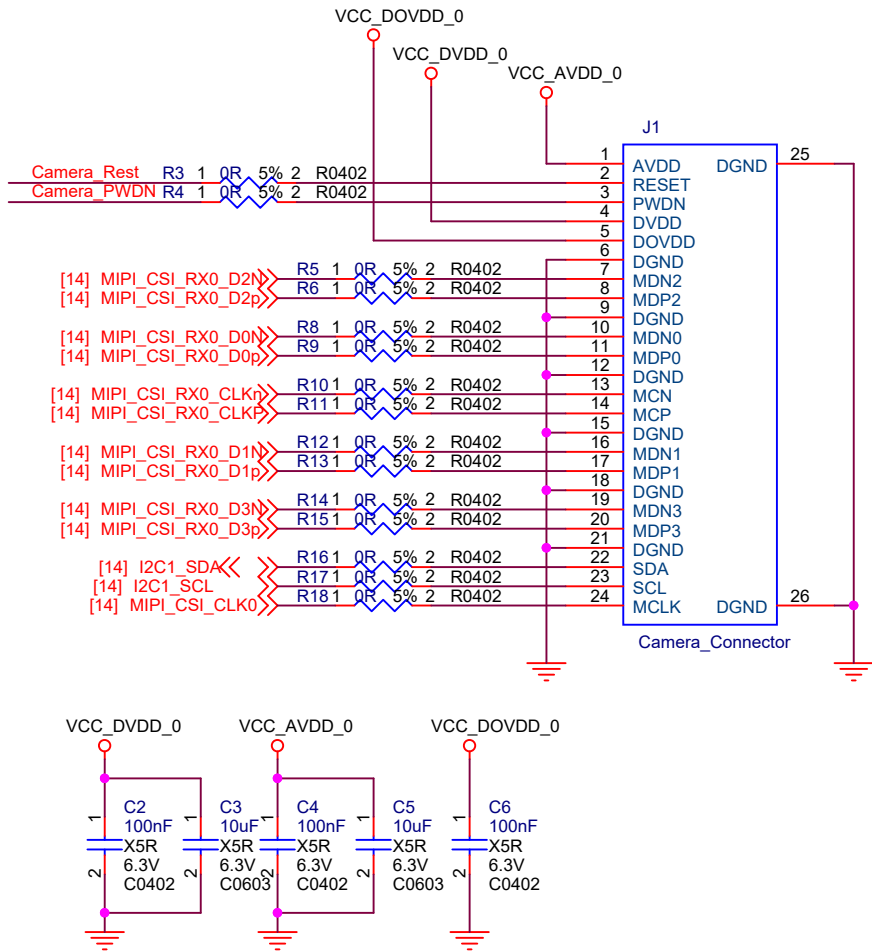 VCC_DOVDD_0
VCC_DVDD_0
VCC_AVDD_0
J1
1 AVDD DGND 25
Camera_Rest R3 1 0R 5% 2 R0402 2 RESET
Camera_PWDN R4 1 0R 5% 2 R0402 3 PWDN
4 DVDD
5 DOVDD
6 DGND
[14] MIPI_CSI_RX0_D2N R5 1 0R 5% 2 R0402 7 MDN2
[14] MIPI_CSI_RX0_D2p R6 1 0R 5% 2 R0402 8 MDP2
9 DGND
[14] MIPI_CSI_RX0_D0N R8 1 0R 5% 2 R0402 10 MDN0
[14] MIPI_CSI_RX0_D0p R9 1 0R 5% 2 R0402 11 MDP0
12 DGND
[14] MIPI_CSI_RX0_CLKn R10 1 0R 5% 2 R0402 13 MCN
[14] MIPI_CSI_RX0_CLKP R11 1 0R 5% 2 R0402 14 MCP
15 DGND
[14] MIPI_CSI_RX0_D1N R12 1 0R 5% 2 R0402 16 MDN1
[14] MIPI_CSI_RX0_D1p R13 1 0R 5% 2 R0402 17 MDP1
18 DGND
[14] MIPI_CSI_RX0_D3N R14 1 0R 5% 2 R0402 19 MDN3
[14] MIPI_CSI_RX0_D3p R15 1 0R 5% 2 R0402 20 MDP3
21 DGND
[14] I2C1_SDA R16 1 0R 5% 2 R0402 22 SDA
[14] I2C1_SCL R17 1 0R 5% 2 R0402 23 SCL
[14] MIPI_CSI_CLK0 R18 1 0R 5% 2 R0402 24 MCLK DGND 26
Camera_Connector
VCC_DVDD_0 VCC_AVDD_0 VCC_DOVDD_0
1 C2 1 C3 1 C4 1 C5 1 C6
100nF 10uF 100nF 10uF 100nF
X5R X5R X5R X5R X5R
2 6.3V 2 6.3V 2 6.3V 2 6.3V 2 6.3V
C0402 C0603 C0402 C0603 C0402